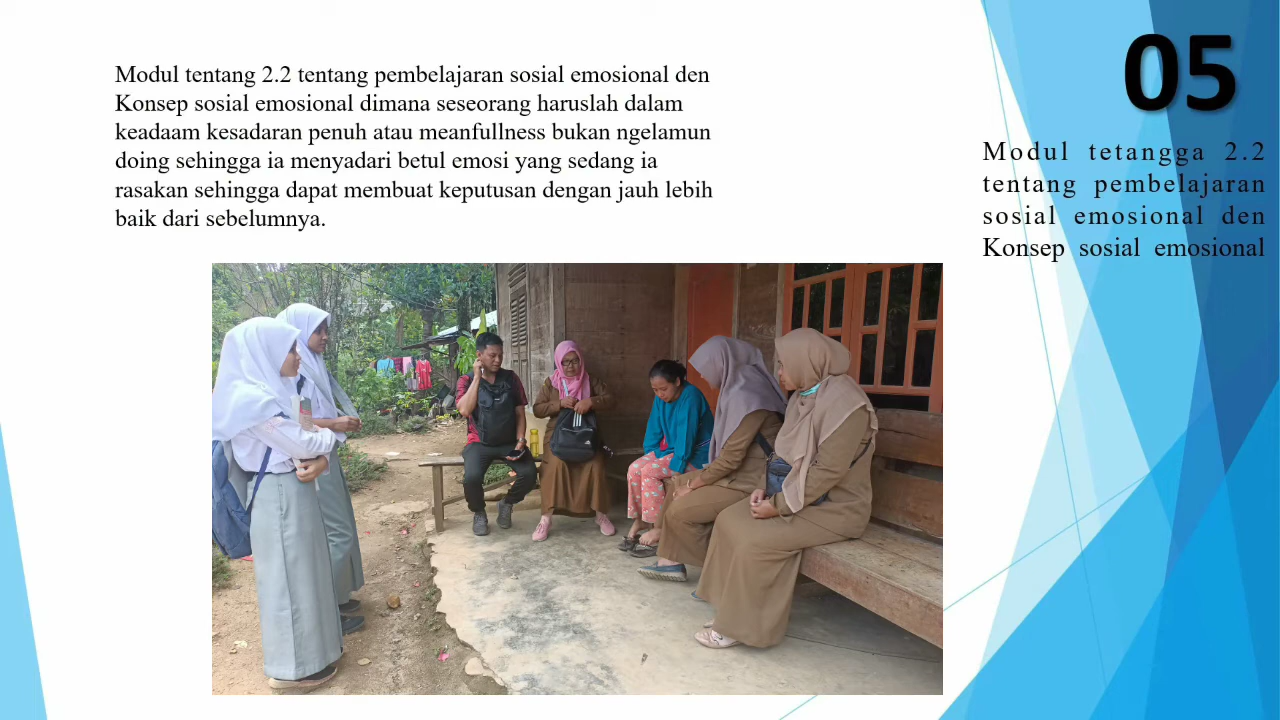 Modul tentang 2.2 tentang pembelajaran sosial emosional den
Konsep sosial emosional dimana seseorang haruslah dalam
keadaam kesadaran penuh atau meanfullness bukan ngelamun
doing sehingga ia menyadari betul emosi yang sedang ia
rasakan sehingga dapat membuat keputusan dengan jauh lebih
baik dari sebelumnya.
05
Modul tetangga 2.2
tentang pembelajaran
sosial emosional den
Konsep sosial emosional